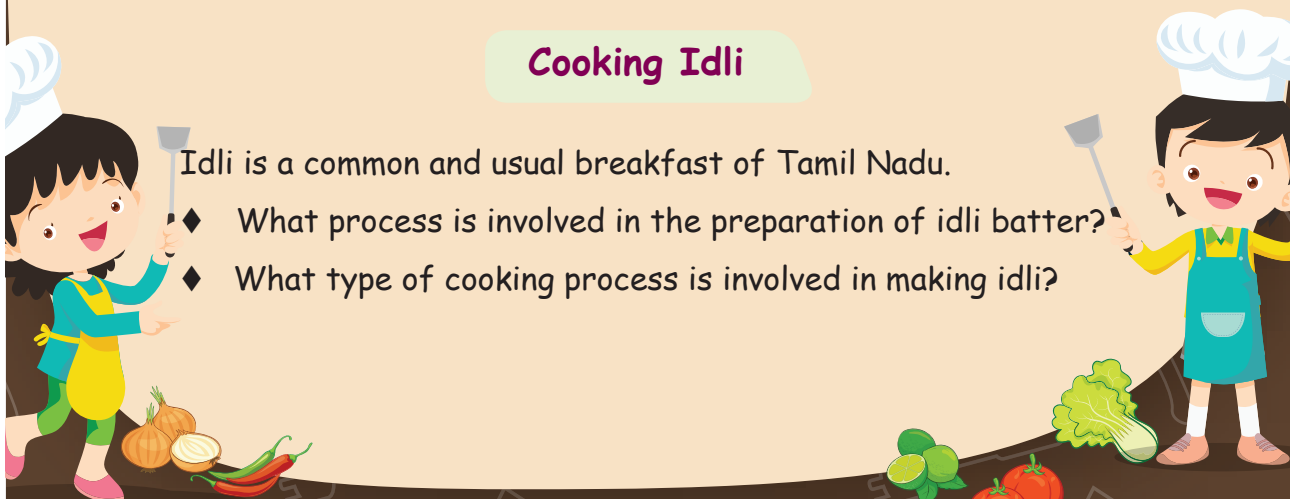 Cooking Idli
Idli is a common and usual breakfast of Tamil Nadu.
♦ What process is involved in the preparation of idli batter?
♦ What type of cooking process is involved in making idli?